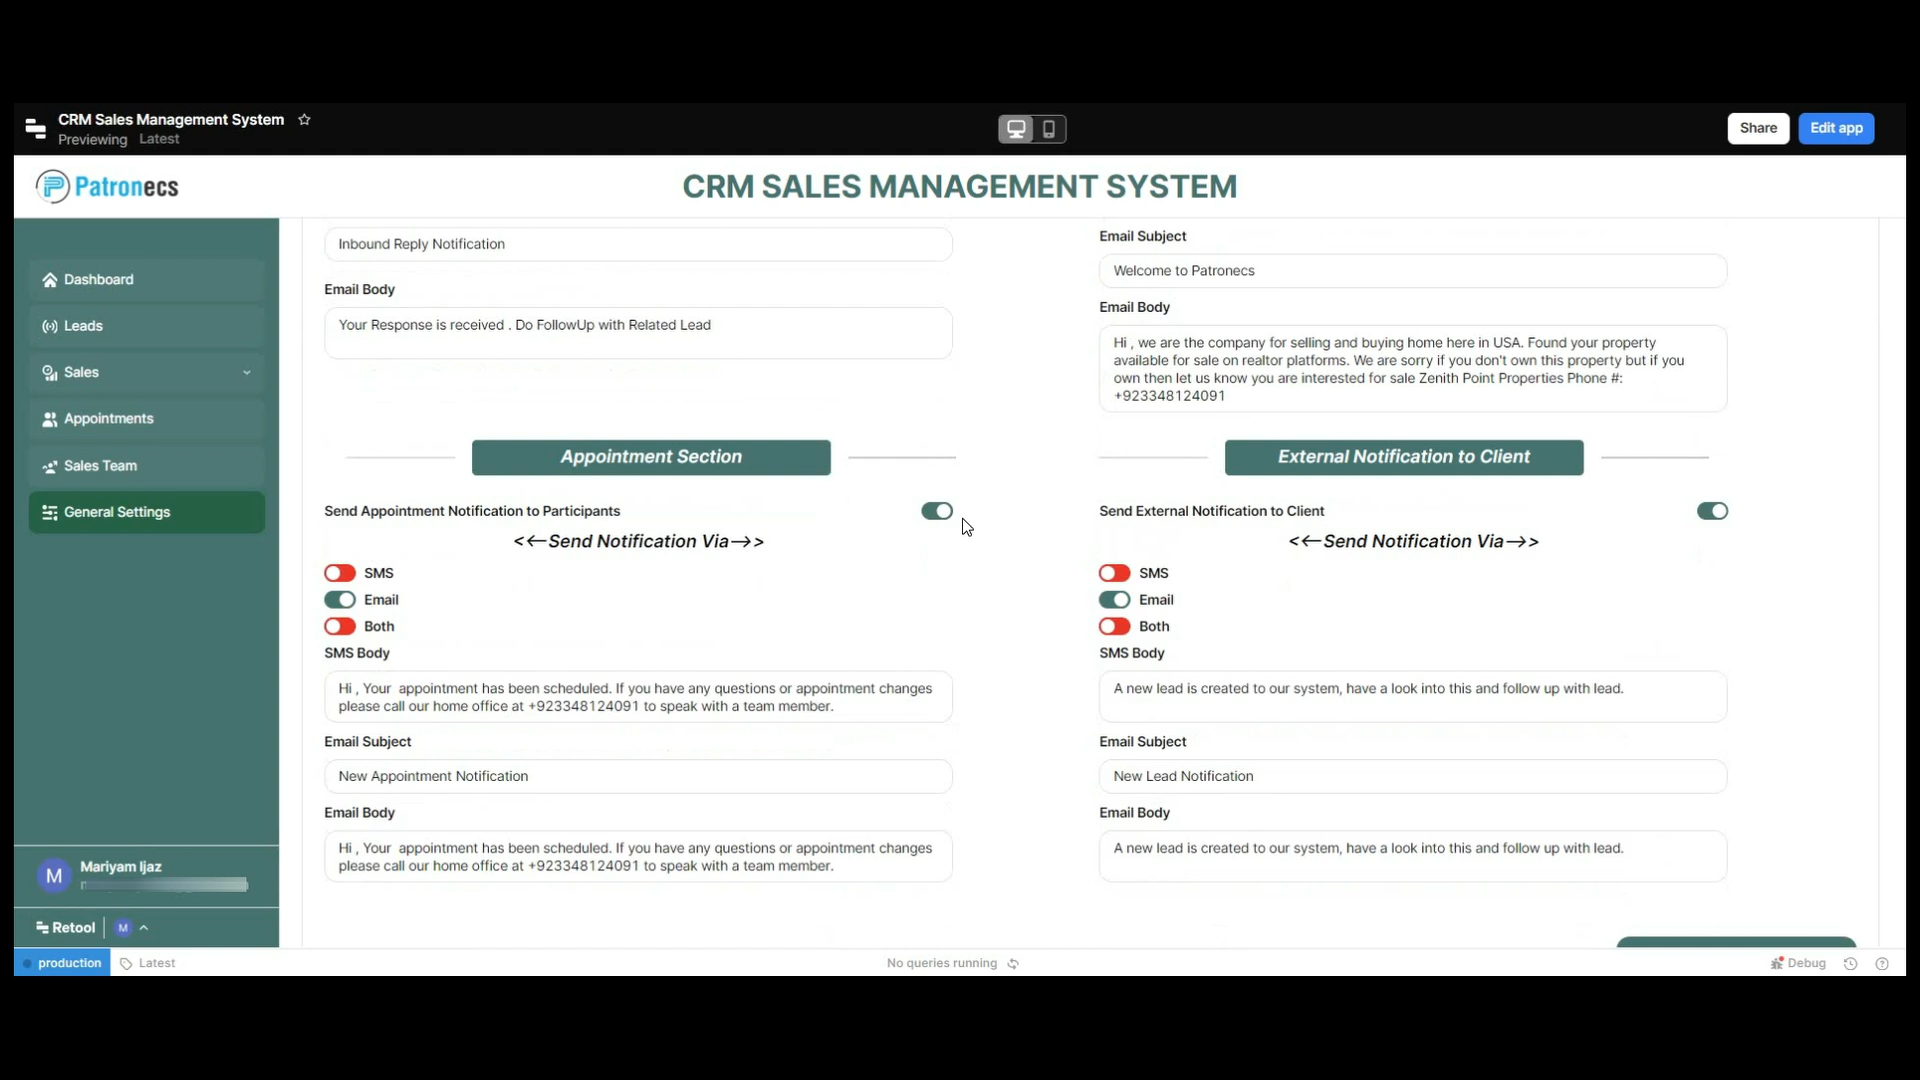 CRM Sales Management System
Previewing Latest
Share
Edit app
Patronecs
CRM SALES MANAGEMENT SYSTEM
Dashboard
Leads
Sales
Appointments
Sales Team
General Settings
Mariyam Ijaz
M
Retool
M
Inbound Reply Notification
Email Body
Your Response is received . Do FollowUp with Related Lead
Appointment Section
Send Appointment Notification to Participants
<<--Send Notification Via-->>
SMS
Email
Both
SMS Body
Hi , Your  appointment has been scheduled. If you have any questions or appointment changes
please call our home office at +923348124091 to speak with a team member.
Email Subject
New Appointment Notification
Email Body
Hi , Your  appointment has been scheduled. If you have any questions or appointment changes
please call our home office at +923348124091 to speak with a team member.
Email Subject
Welcome to Patronecs
Email Body
Hi , we are the company for selling and buying home here in USA. Found your property
available for sale on realtor platforms. We are sorry if you don't own this property but if you
own then let us know you are interested for sale Zenith Point Properties Phone #:
+923348124091
External Notification to Client
Send External Notification to Client
<<--Send Notification Via-->>
SMS
Email
Both
SMS Body
A new lead is created to our system, have a look into this and follow up with lead.
Email Subject
New Lead Notification
Email Body
A new lead is created to our system, have a look into this and follow up with lead.
production
Latest
No queries running
Debug